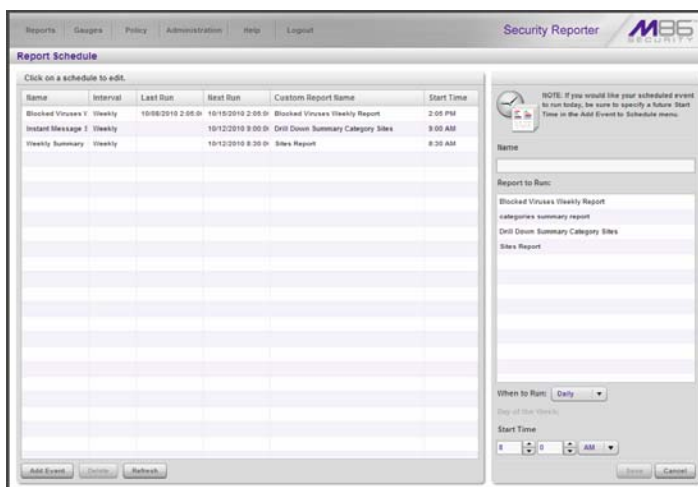 Reports Gauges Policy Administration Help Logout
Security Reporter
M86
SECURITY
Report Schedule
Click on a schedule to edit.
Name Interval Last Run Next Run Custom Report Name Start Time
Blocked Viruses Weekly 10/08/2010 2:05:0 10/15/2010 2:05:0 Blocked Viruses Weekly Report 2:05 PM
Instant Message Weekly 10/12/2010 9:00:0 Drill Down Summary Category Sites 9:00 AM
Weekly Summary Weekly 10/12/2010 8:30:0 Sites Report 8:30 AM
Add Event Delete Refresh
NOTE: If you would like your scheduled event
to run today, be sure to specify a future Start
Time in the Add Event to Schedule menu.
Name
Report to Run:
Blocked Viruses Weekly Report
categories summary report
Drill Down Summary Category Sites
Sites Report
When to Run: Daily
Day of the Week:
Start Time
8 0 AM
Save Cancel